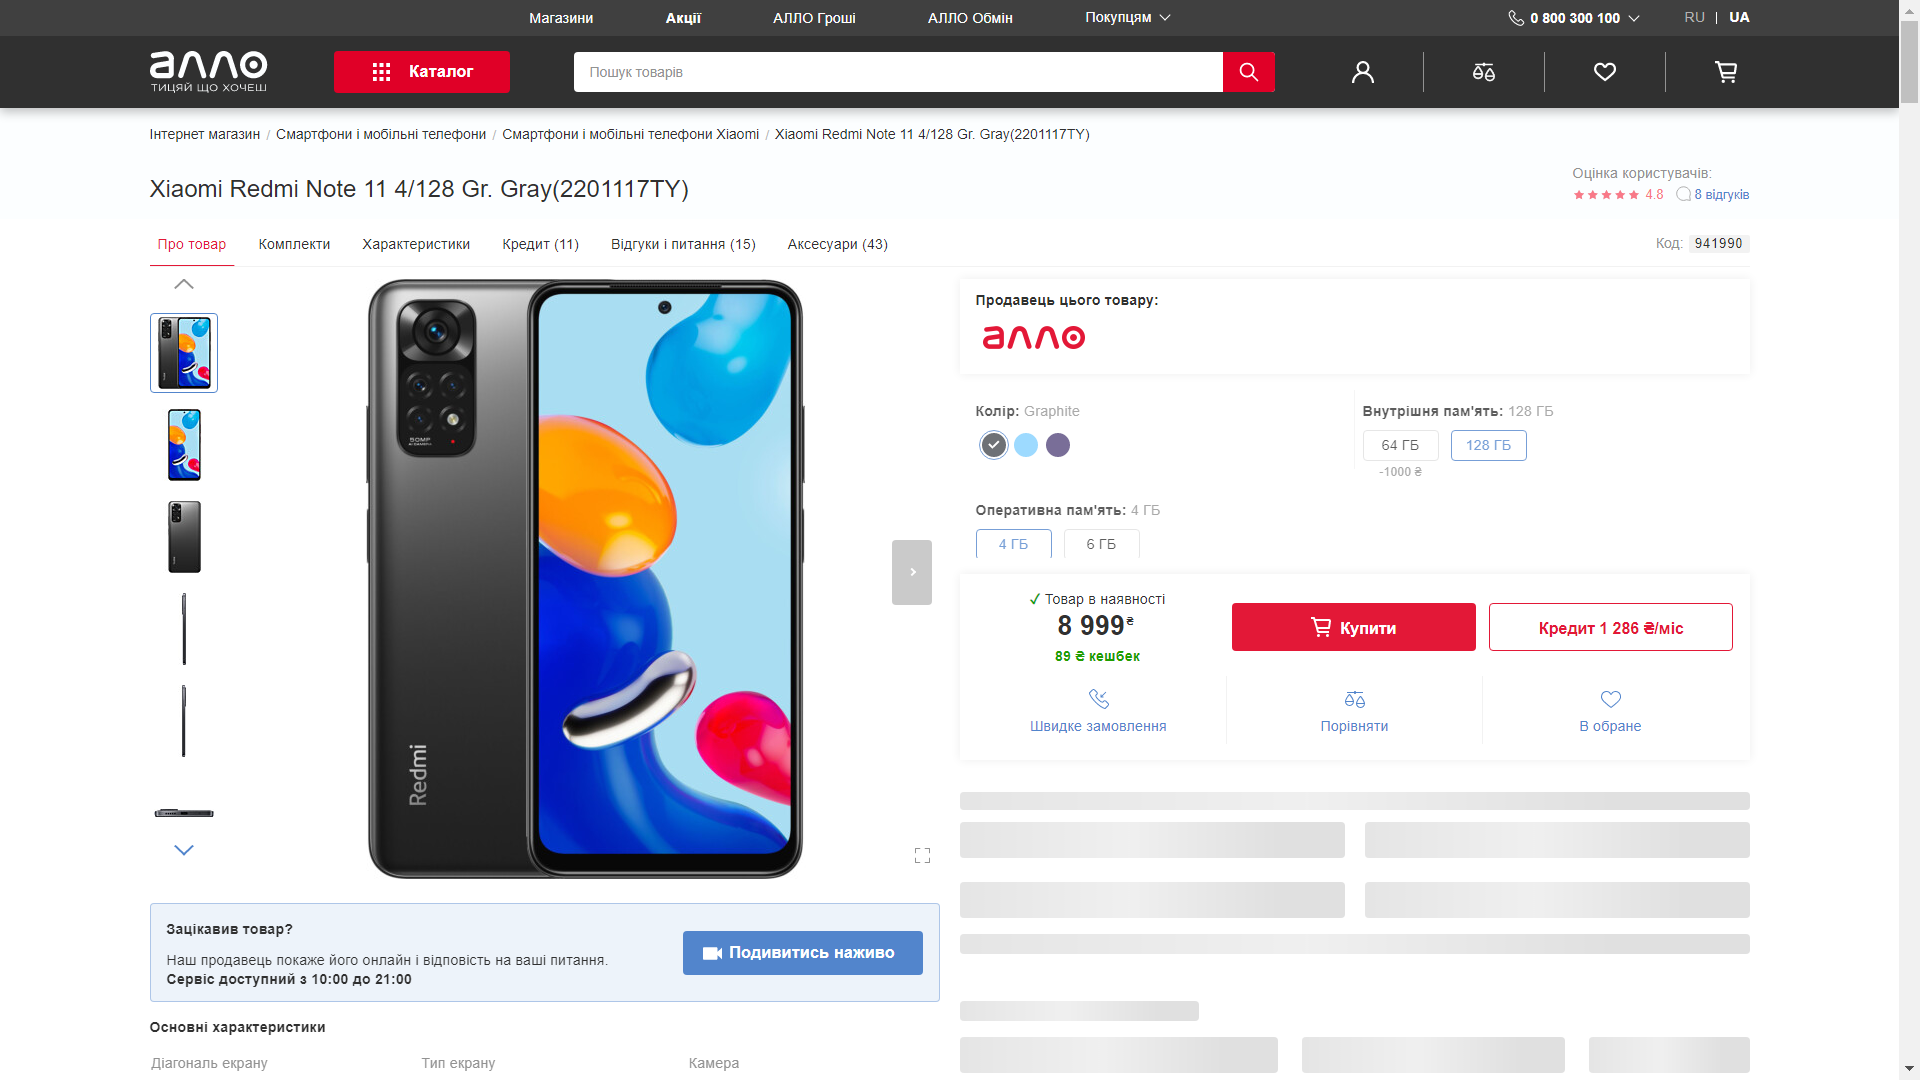 Магазини
Акції
АЛЛО Гроші
АЛЛО Обмін
Покупцям
0 800 300 100
RU | UA
алло
ТИЦЯЙ ЩО ХОЧЕШ
Каталог
Пошук товарів
Інтернет магазин / Смартфони і мобільні телефони / Смартфони і мобільні телефони Xiaomi / Xiaomi Redmi Note 11 4/128 Gr. Gray(2201117TY)
Xiaomi Redmi Note 11 4/128 Gr. Gray(2201117TY)
Оцінка користувачів:
4.8
8 відгуків
Про товар
Комплекти
Характеристики
Кредит (11)
Відгуки і питання (15)
Аксесуари (43)
Код: 941990
50MP
AI CAMERA
Redmi
Продавець цього товару:
алло
Колір: Graphite
Внутрішня пам'ять: 128 ГБ
64 ГБ
128 ГБ
-1000 ₴
Оперативна пам'ять: 4 ГБ
4 ГБ
6 ГБ
Товар в наявності
8 999₴
89 ₴ кешбек
Купити
Кредит 1 286 ₴/міс
Швидке замовлення
Порівняти
В обране
Зацікавив товар?
Наш продавець покаже його онлайн і відповість на ваші питання.
Сервіс доступний з 10:00 до 21:00
Подивитись наживо
Основні характеристики
Діагональ екрану
Тип екрану
Камера